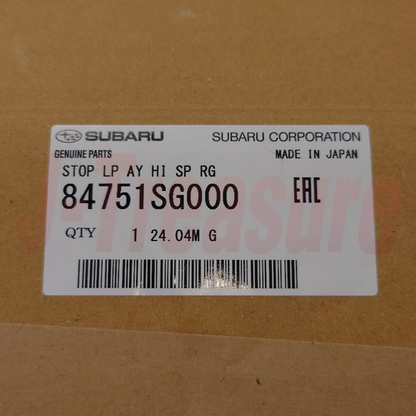 SUBARU SUBARU CORPORATION
GENUINE PARTS MADE IN JAPAN
STOP LP AY HI SP RG
84751SG000 EAC
QTY 1 24.04M G
J-Treasure